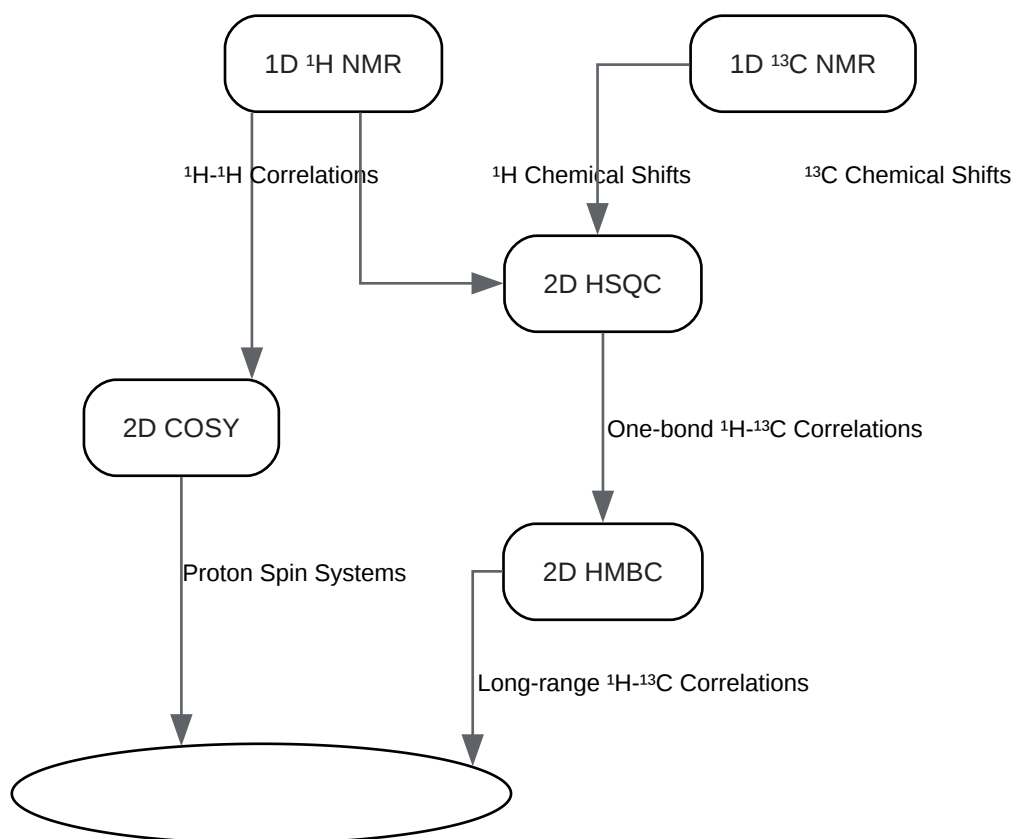 1D ¹H NMR
1D ¹³C NMR
¹H-¹H Correlations
¹H Chemical Shifts
¹³C Chemical Shifts
2D HSQC
2D COSY
One-bond ¹H-¹³C Correlations
Proton Spin Systems
2D HMBC
Long-range ¹H-¹³C Correlations